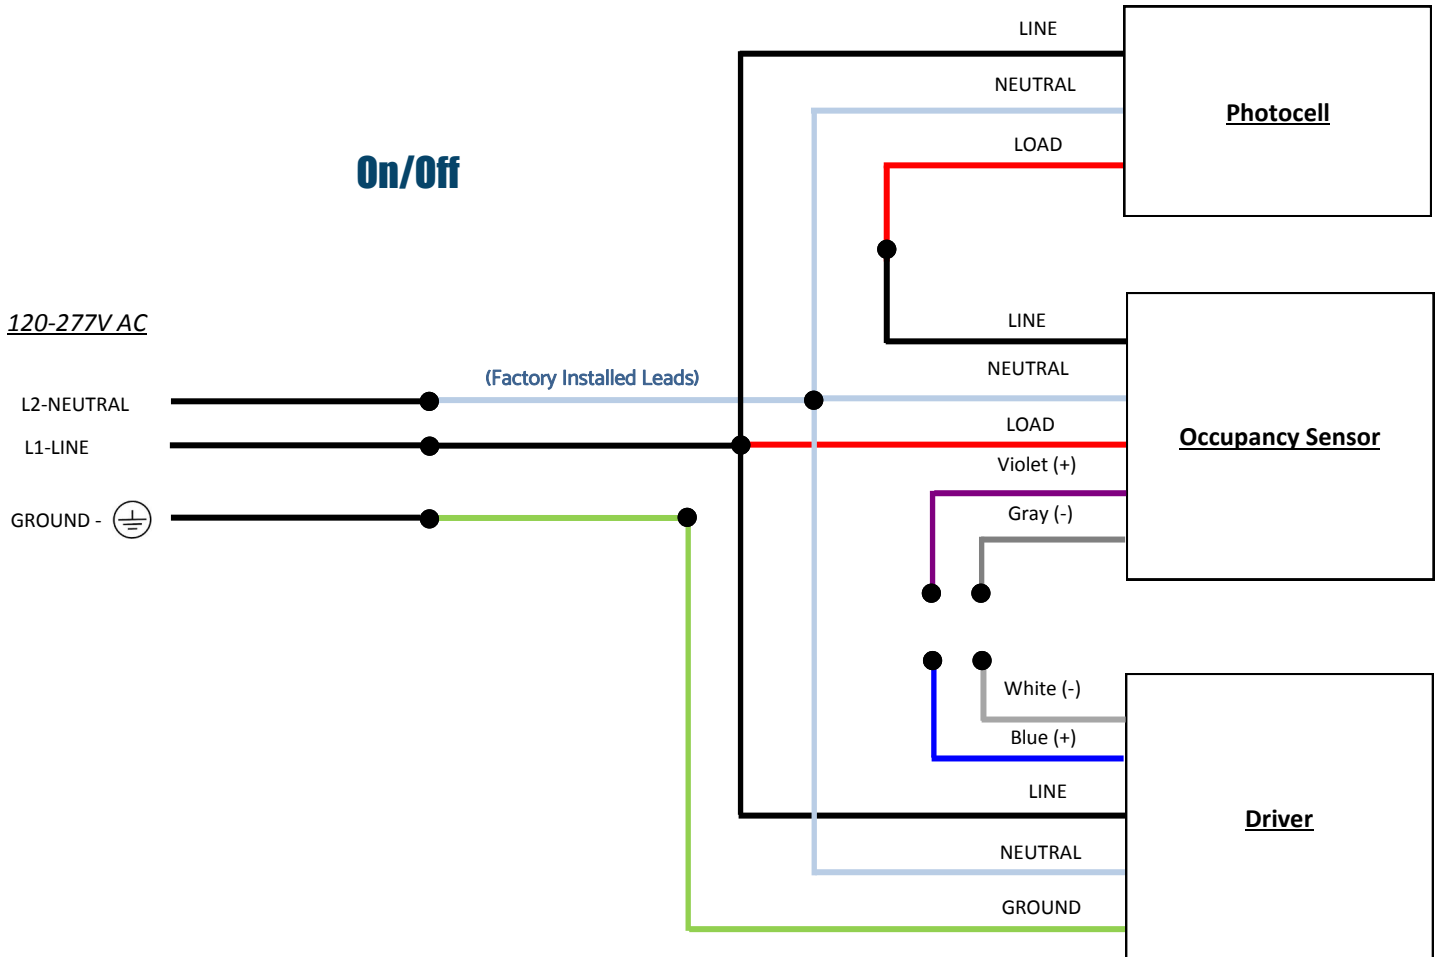 LINE
NEUTRAL
Photocell
LOAD
On/Off
120-277V AC
LINE
NEUTRAL
(Factory Installed Leads)
L2-NEUTRAL
LOAD
Occupancy Sensor
L1-LINE
Violet (+)
Gray (-)
GROUND -
White (-)
Blue (+)
LINE
Driver
NEUTRAL
GROUND